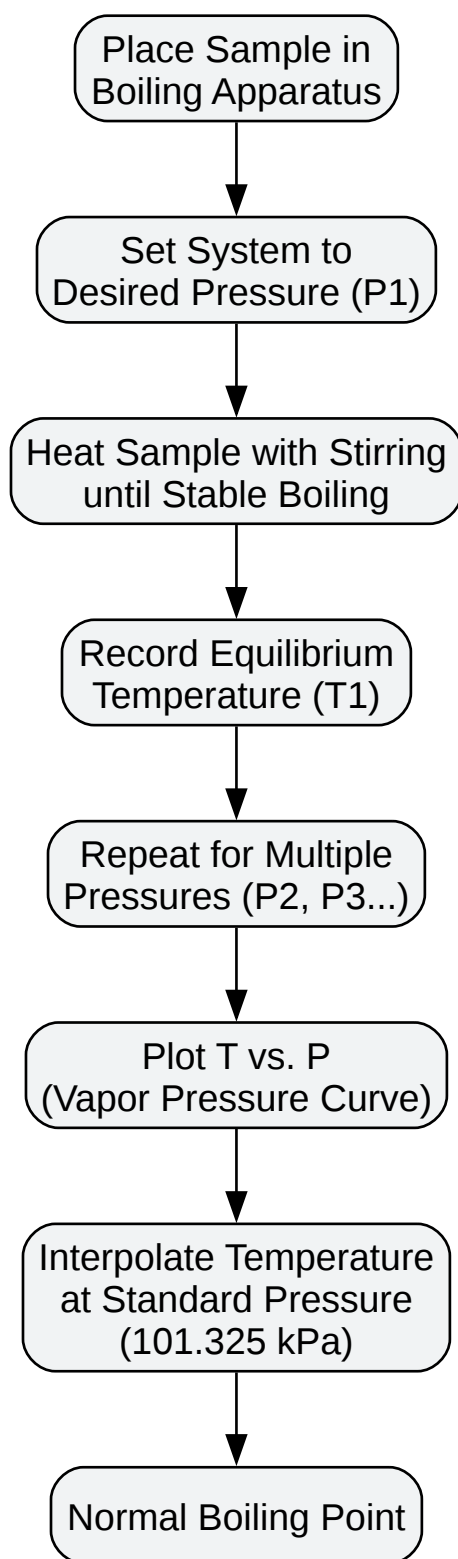 Place Sample in
Boiling Apparatus
Set System to
Desired Pressure (P1)
Heat Sample with Stirring
until Stable Boiling
Record Equilibrium
Temperature (T1)
Repeat for Multiple
Pressures (P2, P3...)
Plot T vs. P
(Vapor Pressure Curve)
Interpolate Temperature
at Standard Pressure
(101.325 kPa)
Normal Boiling Point